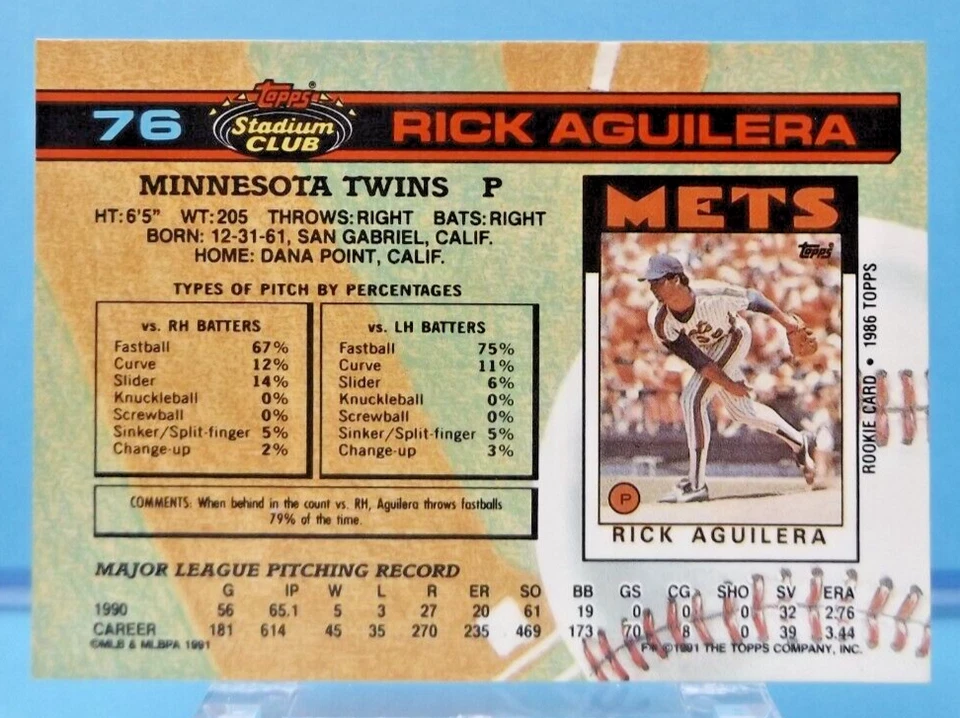 76 Topps® Stadium CLUB RICK AGUILERA
MINNESOTA TWINS P
HT: 6'5" WT: 205 THROWS: RIGHT BATS: RIGHT
BORN: 12-31-61, SAN GABRIEL, CALIF.
HOME: DANA POINT, CALIF.
TYPES OF PITCH BY PERCENTAGES
vs. RH BATTERS
Fastball 67%
Curve 12%
Slider 14%
Knuckleball 0%
Screwball 0%
Sinker/Split-finger 5%
Change-up 2%
vs. LH BATTERS
Fastball 75%
Curve 11%
Slider 6%
Knuckleball 0%
Screwball 0%
Sinker/Split-finger 5%
Change-up 3%
COMMENTS: When behind in the count vs. RH, Aguilera throws fastballs
79% of the time.
METS
Topps
P
RICK AGUILERA
ROOKIE CARD • 1986 TOPPS
MAJOR LEAGUE PITCHING RECORD
G IP W L R ER SO BB GS CG SHO SV ERA
1990 56 65.1 5 3 27 20 61 19 0 0 0 32 2.76
CAREER 181 614 45 35 270 235 469 173 70 8 0 39 3.44
©MLB & MLBPA 1991
F* ©1991 THE TOPPS COMPANY, INC.